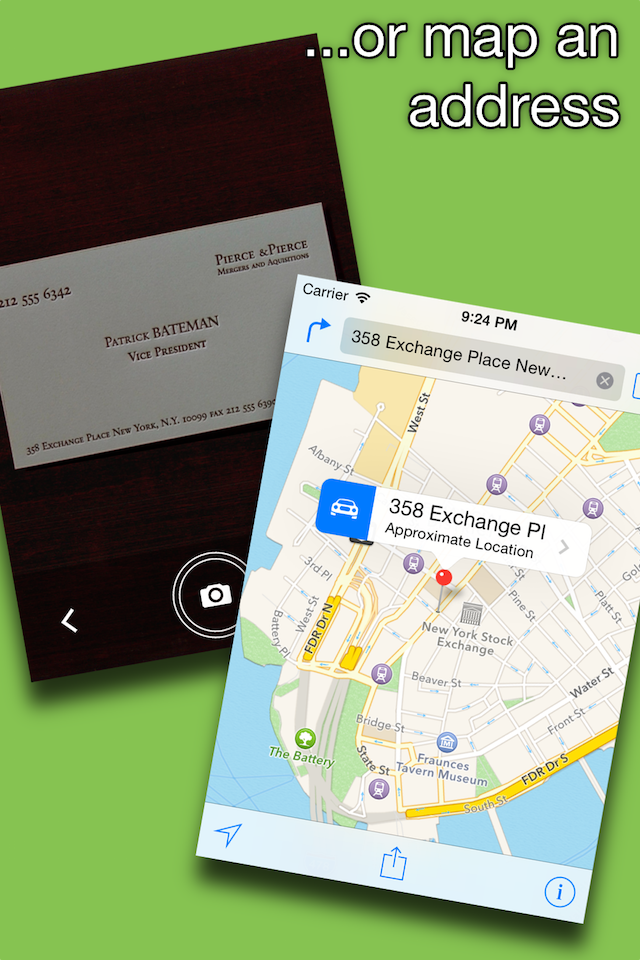 ...or map an
address
212 555 6342
PIERCE & PIERCE
MERGERS AND AQUISITIONS
PATRICK BATEMAN
VICE PRESIDENT
358 EXCHANGE PLACE NEW YORK, N.Y. 10099 FAX 212 555 6390
Carrier
9:24 PM
358 Exchange Place New...
West St
Albany St
358 Exchange Pl
Approximate Location
3rd Pl
West St
Battery Pl
FDR Dr N
Pine St
Platt St
New York Stock
Exchange
Beaver St
Water St
Bridge St
Front St
State St
The Battery
Fraunces
Tavern Museum
FDR Dr S
South St